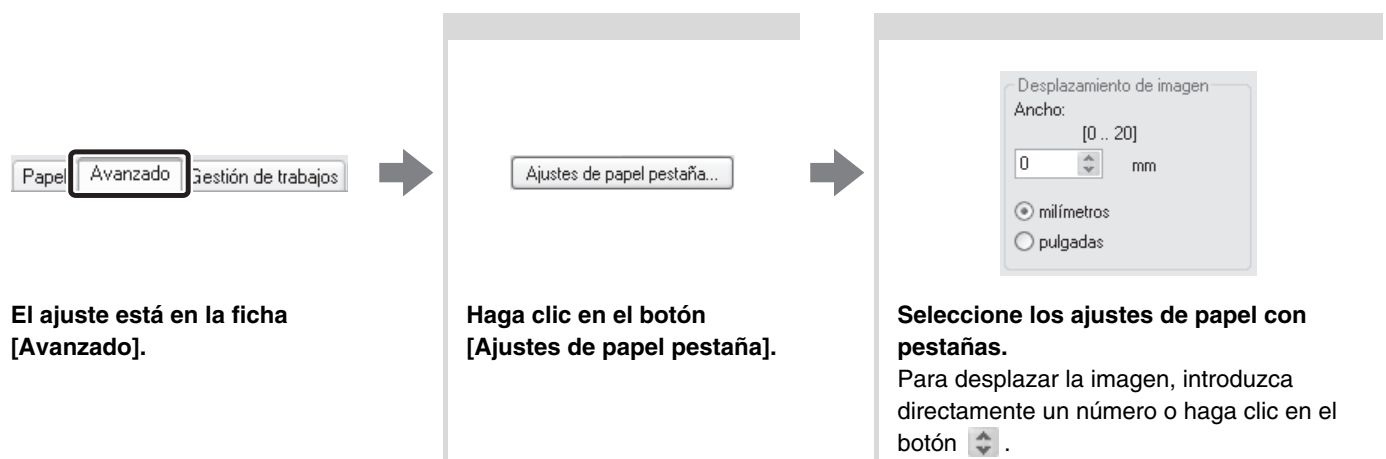 Papel Avanzado Gestión de trabajos
El ajuste está en la ficha
[Avanzado].
Ajustes de papel pestaña...
Haga clic en el botón
[Ajustes de papel pestaña].
Desplazamiento de imagen
Ancho:
[0 .. 20]
0 mm
milímetros
pulgadas
Seleccione los ajustes de papel con
pestañas.
Para desplazar la imagen, introduzca
directamente un número o haga clic en el
botón .